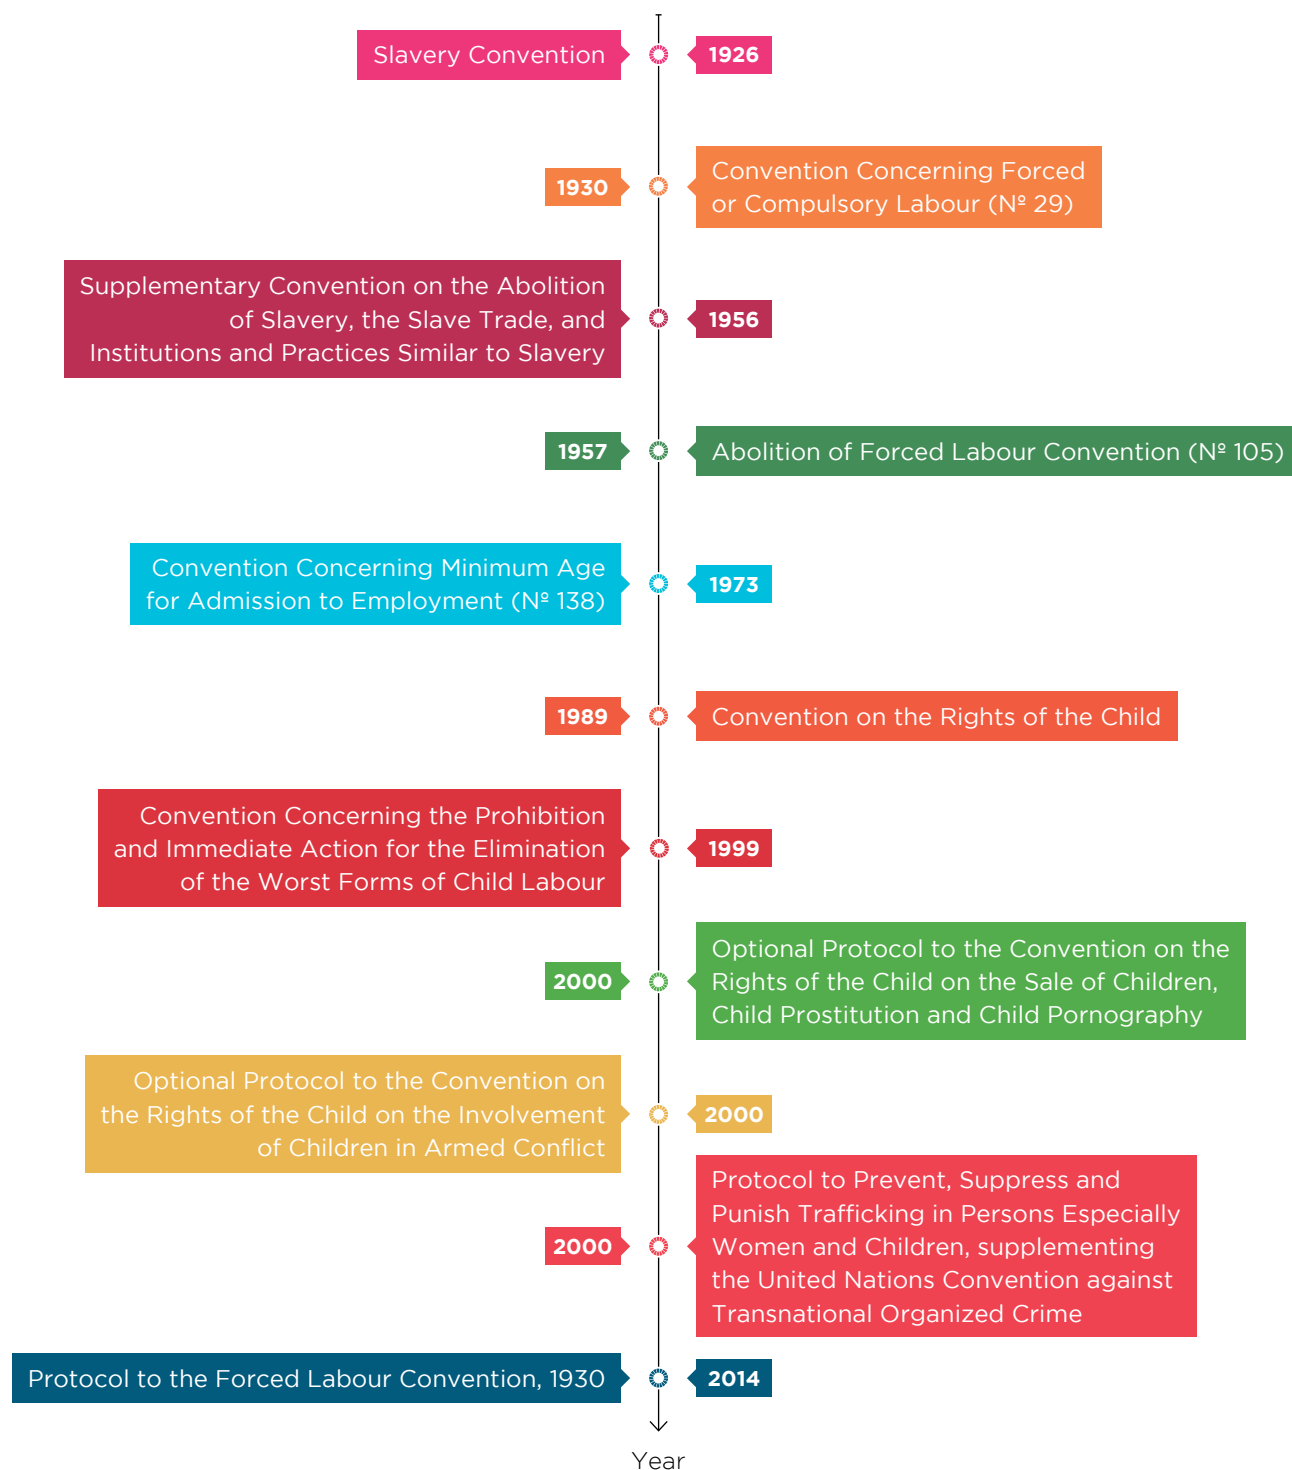 Slavery Convention
1926
1930
Convention Concerning Forced
or Compulsory Labour (Nº 29)
Supplementary Convention on the Abolition
of Slavery, the Slave Trade, and
Institutions and Practices Similar to Slavery
1956
1957
Abolition of Forced Labour Convention (Nº 105)
Convention Concerning Minimum Age
for Admission to Employment (Nº 138)
1973
1989
Convention on the Rights of the Child
Convention Concerning the Prohibition
and Immediate Action for the Elimination
of the Worst Forms of Child Labour
1999
2000
Optional Protocol to the Convention on the
Rights of the Child on the Sale of Children,
Child Prostitution and Child Pornography
Optional Protocol to the Convention on
the Rights of the Child on the Involvement
of Children in Armed Conflict
2000
2000
Protocol to Prevent, Suppress and
Punish Trafficking in Persons Especially
Women and Children, supplementing
the United Nations Convention against
Transnational Organized Crime
Protocol to the Forced Labour Convention, 1930
2014
Year